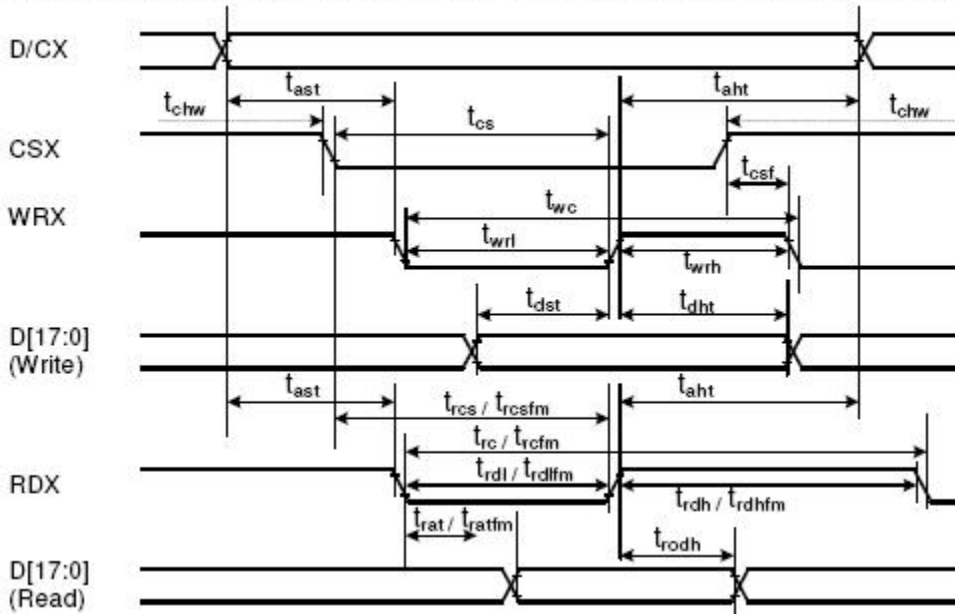 D/CX
t_ast
t_aht
t_chw
t_cs
t_chw
CSX
t_csf
WRX
t_wc
t_wrl
t_wrh
t_dst
t_dht
D[17:0]
(Write)
t_ast
t_aht
t_rcs / t_rcsfm
t_rc / t_rcfm
RDX
t_rdl / t_rdlfm
t_rdh / t_rdhfm
t_rat / t_ratfm
t_rodh
D[17:0]
(Read)